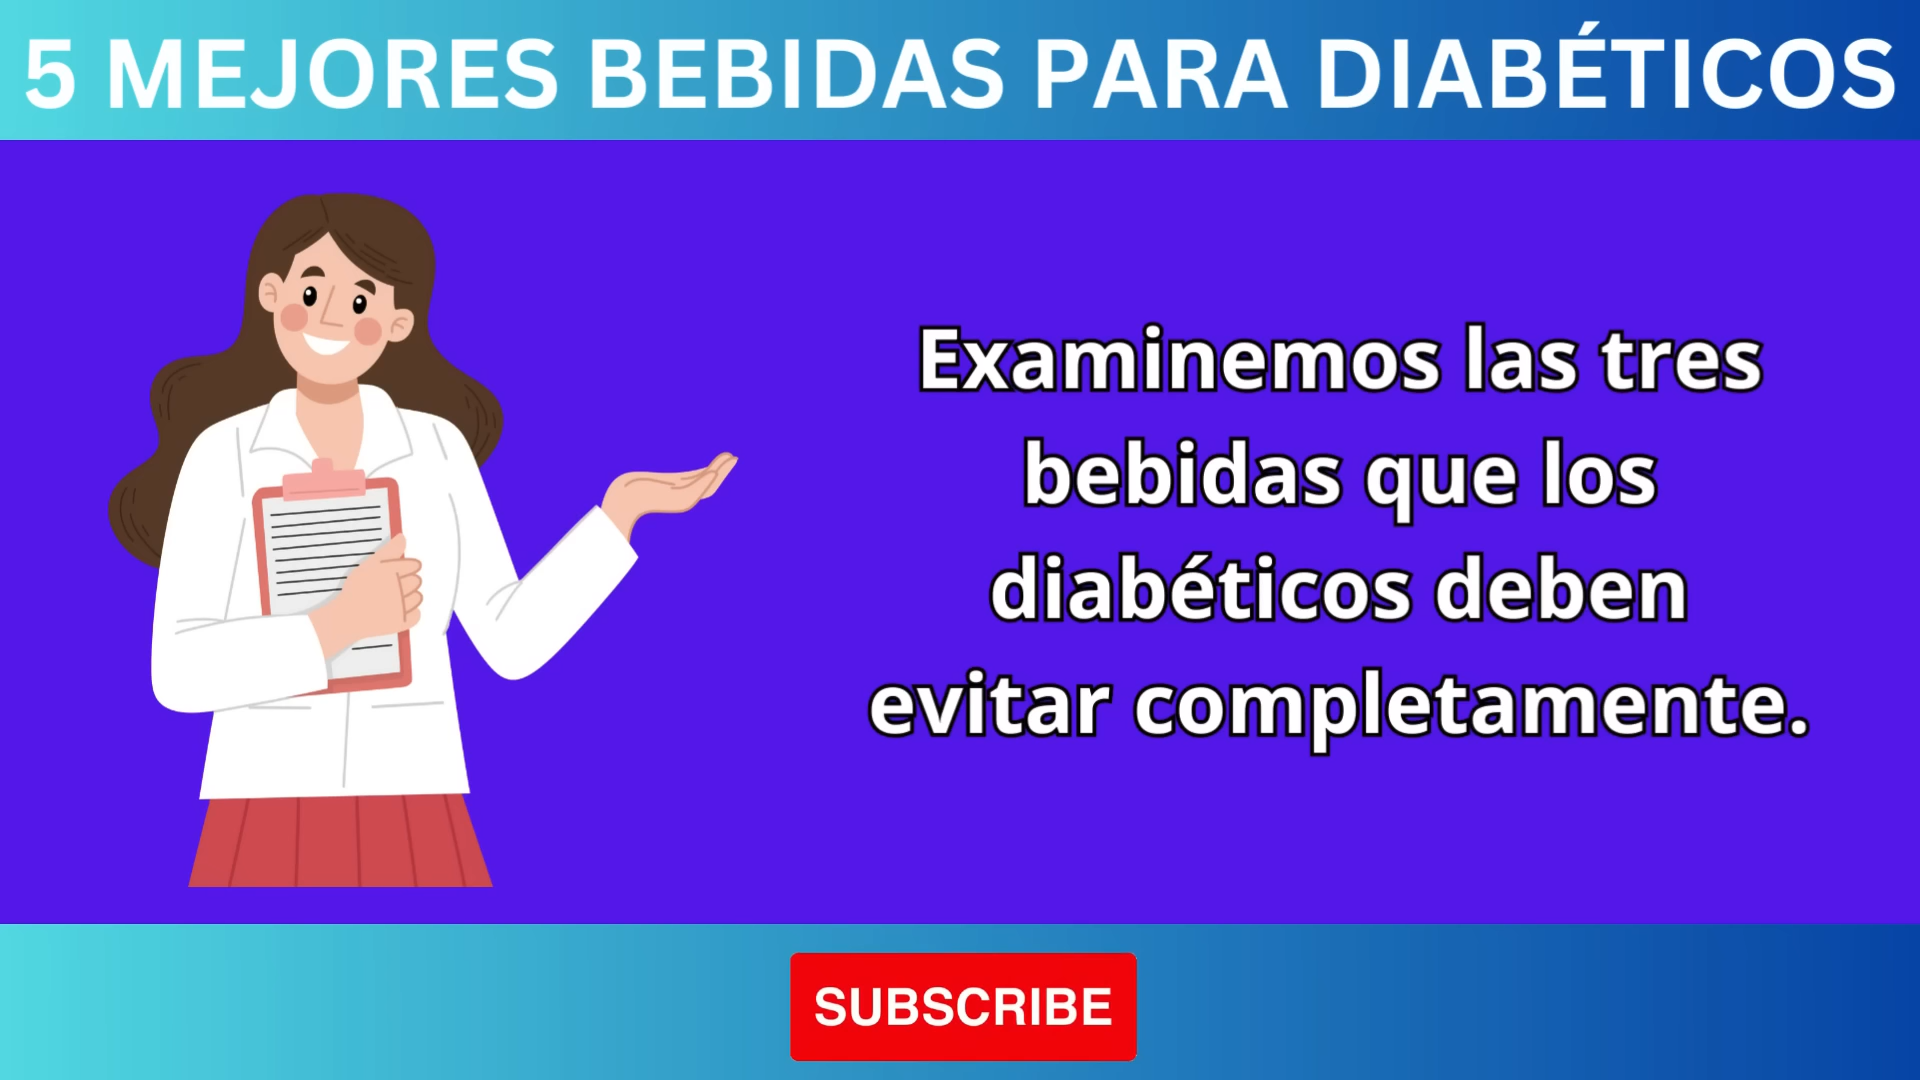 5 MEJORES BEBIDAS PARA DIABÉTICOS
Examinemos las tres
bebidas que los
diabéticos deben
evitar completamente.
SUBSCRIBE